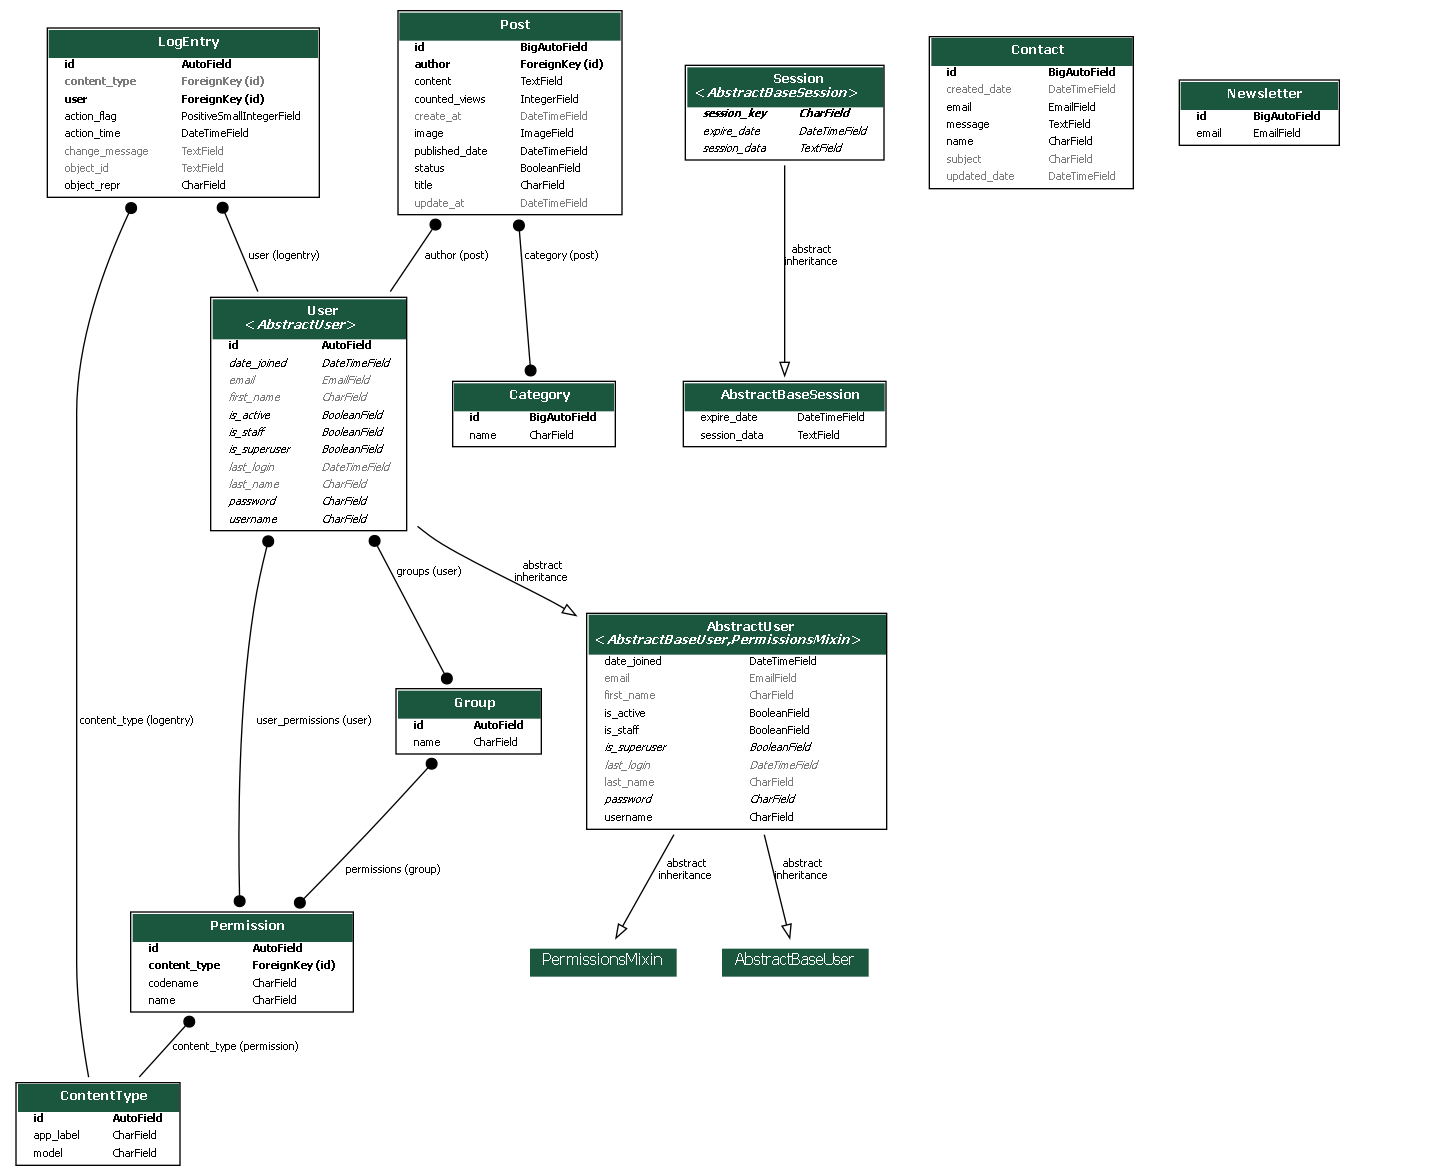 LogEntry
id AutoField
content_type ForeignKey (id)
user ForeignKey (id)
action_flag PositiveSmallIntegerField
action_time DateTimeField
change_message TextField
object_id TextField
object_repr CharField
Post
id BigAutoField
author ForeignKey (id)
content TextField
counted_views IntegerField
create_at DateTimeField
image ImageField
published_date DateTimeField
status BooleanField
title CharField
update_at DateTimeField
Session
<AbstractBaseSession>
session_key CharField
expire_date DateTimeField
session_data TextField
Contact
id BigAutoField
created_date DateTimeField
email EmailField
message TextField
name CharField
subject CharField
updated_date DateTimeField
Newsletter
id BigAutoField
email EmailField
user (logentry)
author (post)
category (post)
abstract
inheritance
User
<AbstractUser>
id AutoField
date_joined DateTimeField
email EmailField
first_name CharField
is_active BooleanField
is_staff BooleanField
is_superuser BooleanField
last_login DateTimeField
last_name CharField
password CharField
username CharField
Category
id BigAutoField
name CharField
AbstractBaseSession
expire_date DateTimeField
session_data TextField
groups (user)
abstract
inheritance
AbstractUser
<AbstractBaseUser,PermissionsMixin>
date_joined DateTimeField
email EmailField
first_name CharField
is_active BooleanField
is_staff BooleanField
is_superuser BooleanField
last_login DateTimeField
last_name CharField
password CharField
username CharField
content_type (logentry)
user_permissions (user)
Group
id AutoField
name CharField
permissions (group)
abstract
inheritance
abstract
inheritance
Permission
id AutoField
content_type ForeignKey (id)
codename CharField
name CharField
PermissionsMixin
AbstractBaseUser
content_type (permission)
ContentType
id AutoField
app_label CharField
model CharField